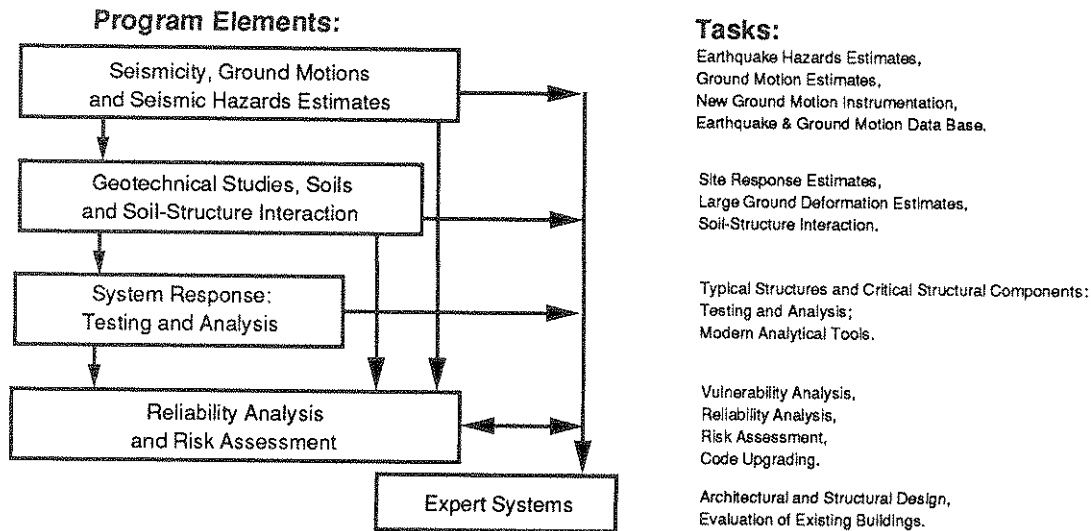 Program Elements:
Seismicity, Ground Motions
and Seismic Hazards Estimates
Geotechnical Studies, Soils
and Soil-Structure Interaction
System Response:
Testing and Analysis
Reliability Analysis
and Risk Assessment
Expert Systems
Tasks:
Earthquake Hazards Estimates,
Ground Motion Estimates,
New Ground Motion Instrumentation,
Earthquake & Ground Motion Data Base.
Site Response Estimates,
Large Ground Deformation Estimates,
Soil-Structure Interaction.
Typical Structures and Critical Structural Components:
Testing and Analysis;
Modern Analytical Tools.
Vulnerability Analysis,
Reliability Analysis,
Risk Assessment,
Code Upgrading.
Architectural and Structural Design,
Evaluation of Existing Buildings.